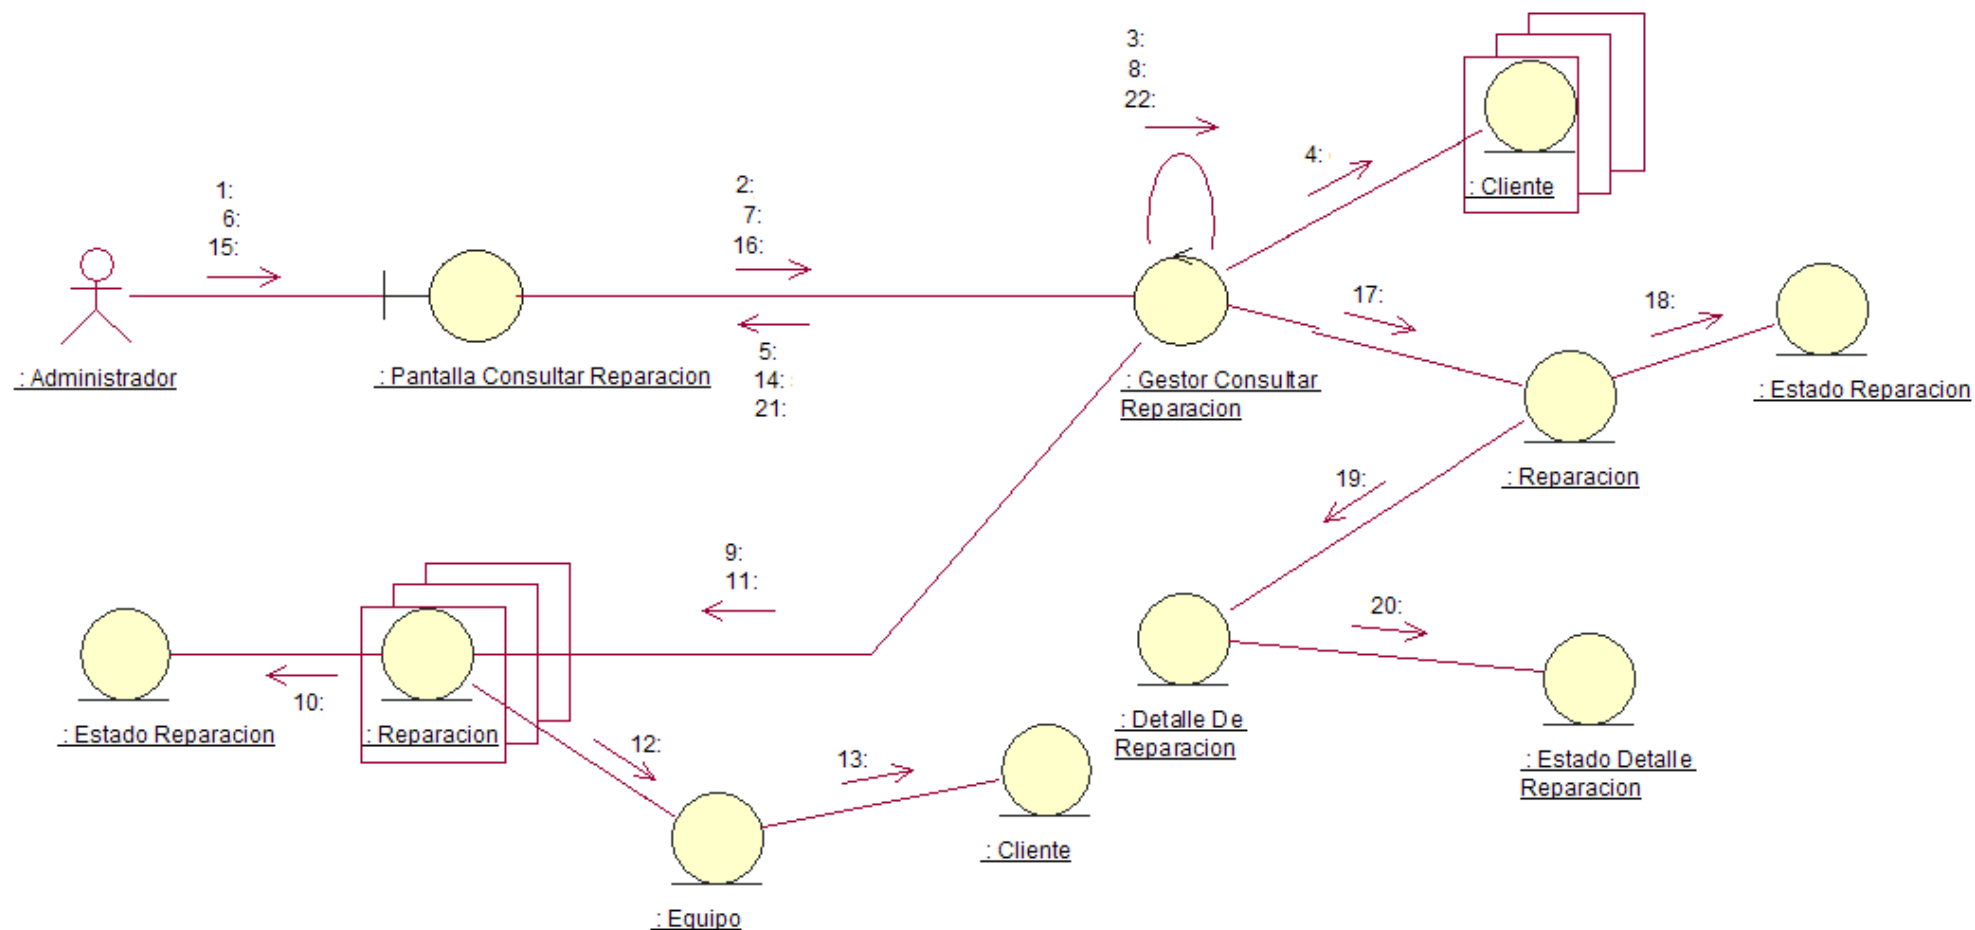 3:
8:
22:
4:
: Cliente
1:
6:
15:
2:
7:
16:
17:
18:
: Administrador
: Pantalla Consultar Reparacion
5:
14:
21:
: Gestor Consultar
Reparacion
: Estado Reparacion
: Reparacion
19:
9:
11:
20:
10:
: Estado Reparacion
: Reparacion
12:
13:
: Detalle De
Reparacion
: Estado Detalle
Reparacion
: Cliente
: Equipo